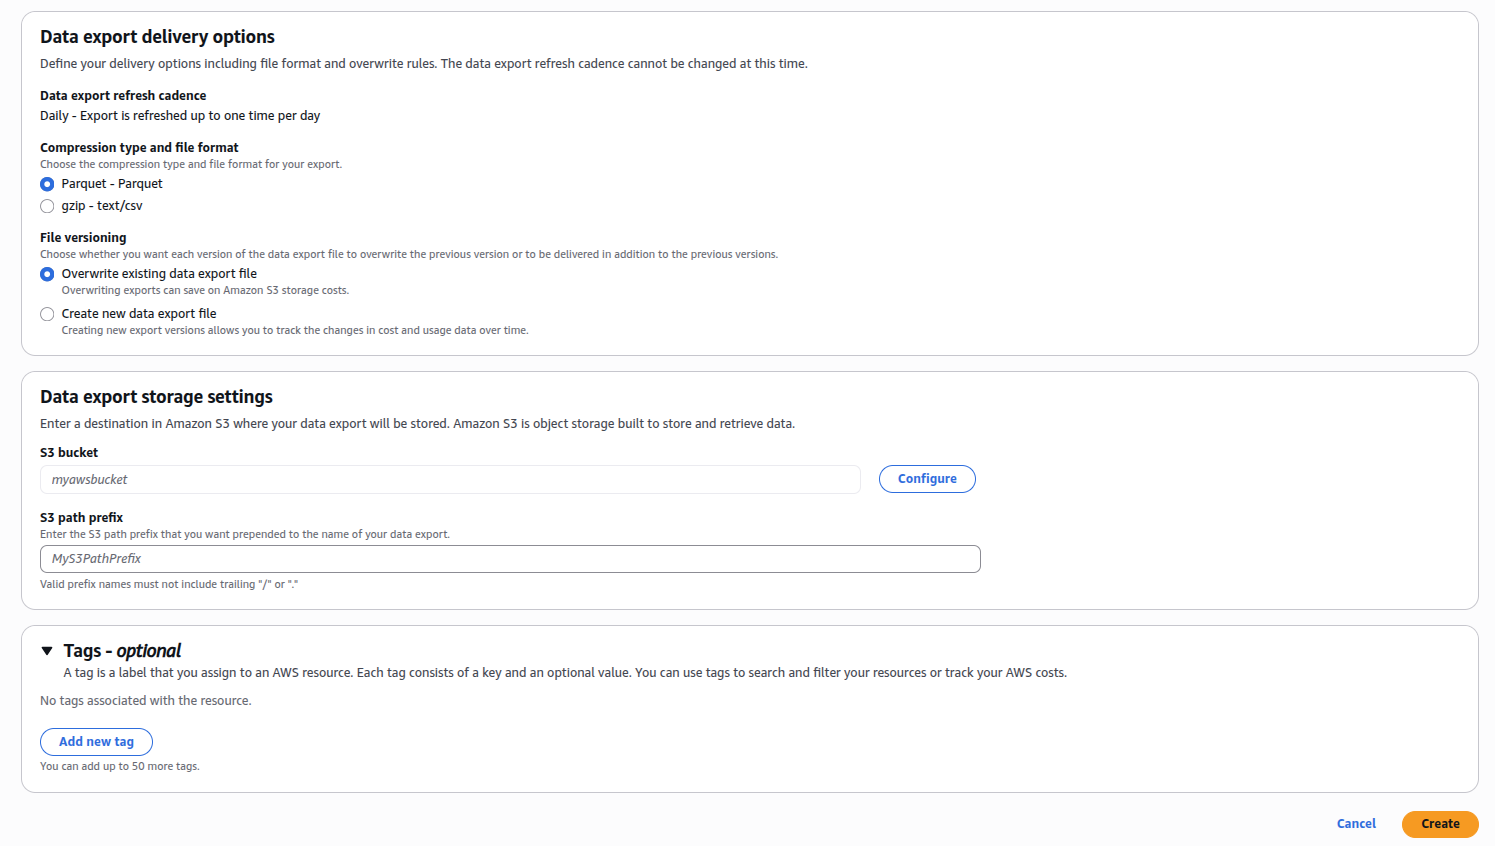 Data export delivery options
Define your delivery options including file format and overwrite rules. The data export refresh cadence cannot be changed at this time.
Data export refresh cadence
Daily - Export is refreshed up to one time per day
Compression type and file format
Choose the compression type and file format for your export.
Parquet - Parquet
gzip - text/csv
File versioning
Choose whether you want each version of the data export file to overwrite the previous version or to be delivered in addition to the previous versions.
Overwrite existing data export file
Overwriting exports can save on Amazon S3 storage costs.
Create new data export file
Creating new export versions allows you to track the changes in cost and usage data over time.
Data export storage settings
Enter a destination in Amazon S3 where your data export will be stored. Amazon S3 is object storage built to store and retrieve data.
S3 bucket
myawsbucket
Configure
S3 path prefix
Enter the S3 path prefix that you want prepended to the name of your data export.
MyS3PathPrefix
Valid prefix names must not include trailing "/" or "."
Tags - optional
A tag is a label that you assign to an AWS resource. Each tag consists of a key and an optional value. You can use tags to search and filter your resources or track your AWS costs.
No tags associated with the resource.
Add new tag
You can add up to 50 more tags.
Cancel
Create